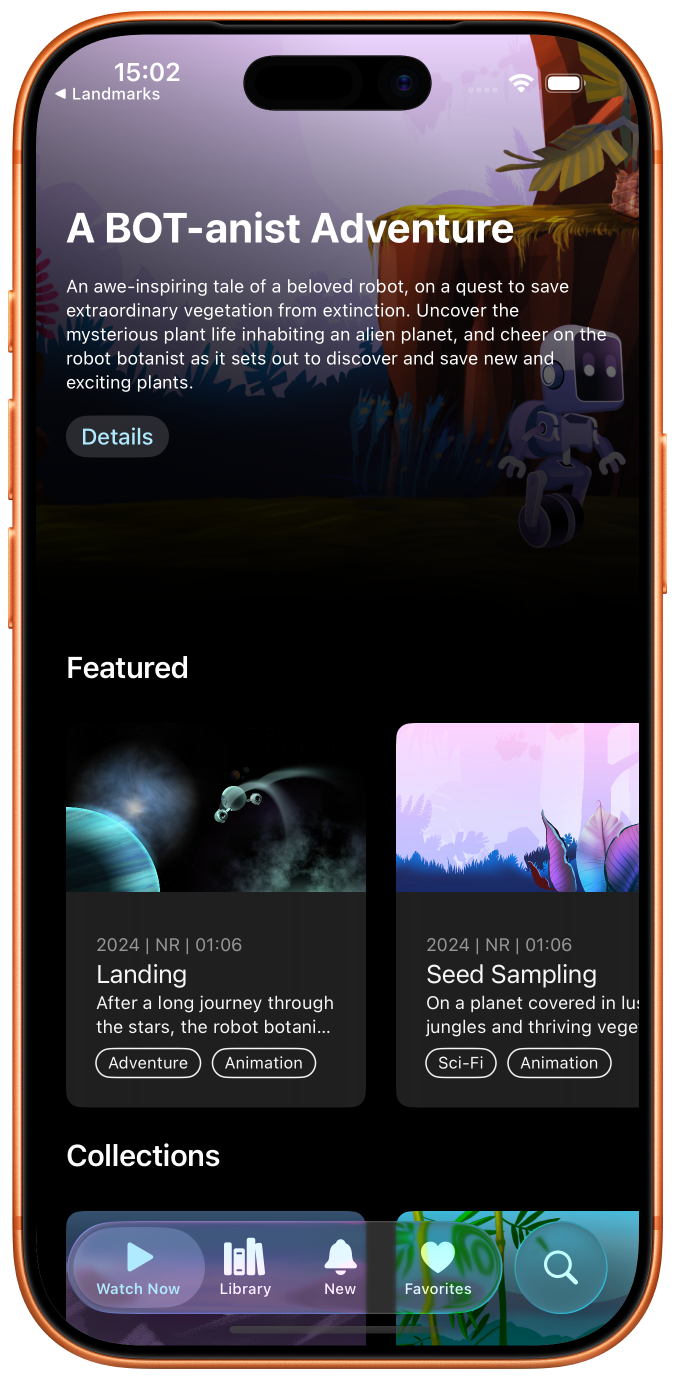 15:02
◀ Landmarks
A BOT-anist Adventure
An awe-inspiring tale of a beloved robot, on a quest to save
extraordinary vegetation from extinction. Uncover the
mysterious plant life inhabiting an alien planet, and cheer on the
robot botanist as it sets out to discover and save new and
exciting plants.
Details
Featured
2024 | NR | 01:06
Landing
After a long journey through
the stars, the robot botani...
Adventure
Animation
2024 | NR | 01:06
Seed Sampling
On a planet covered in
jungles and thriving
Sci-Fi
Animation
Collections
Watch Now
Library
New
Favorites